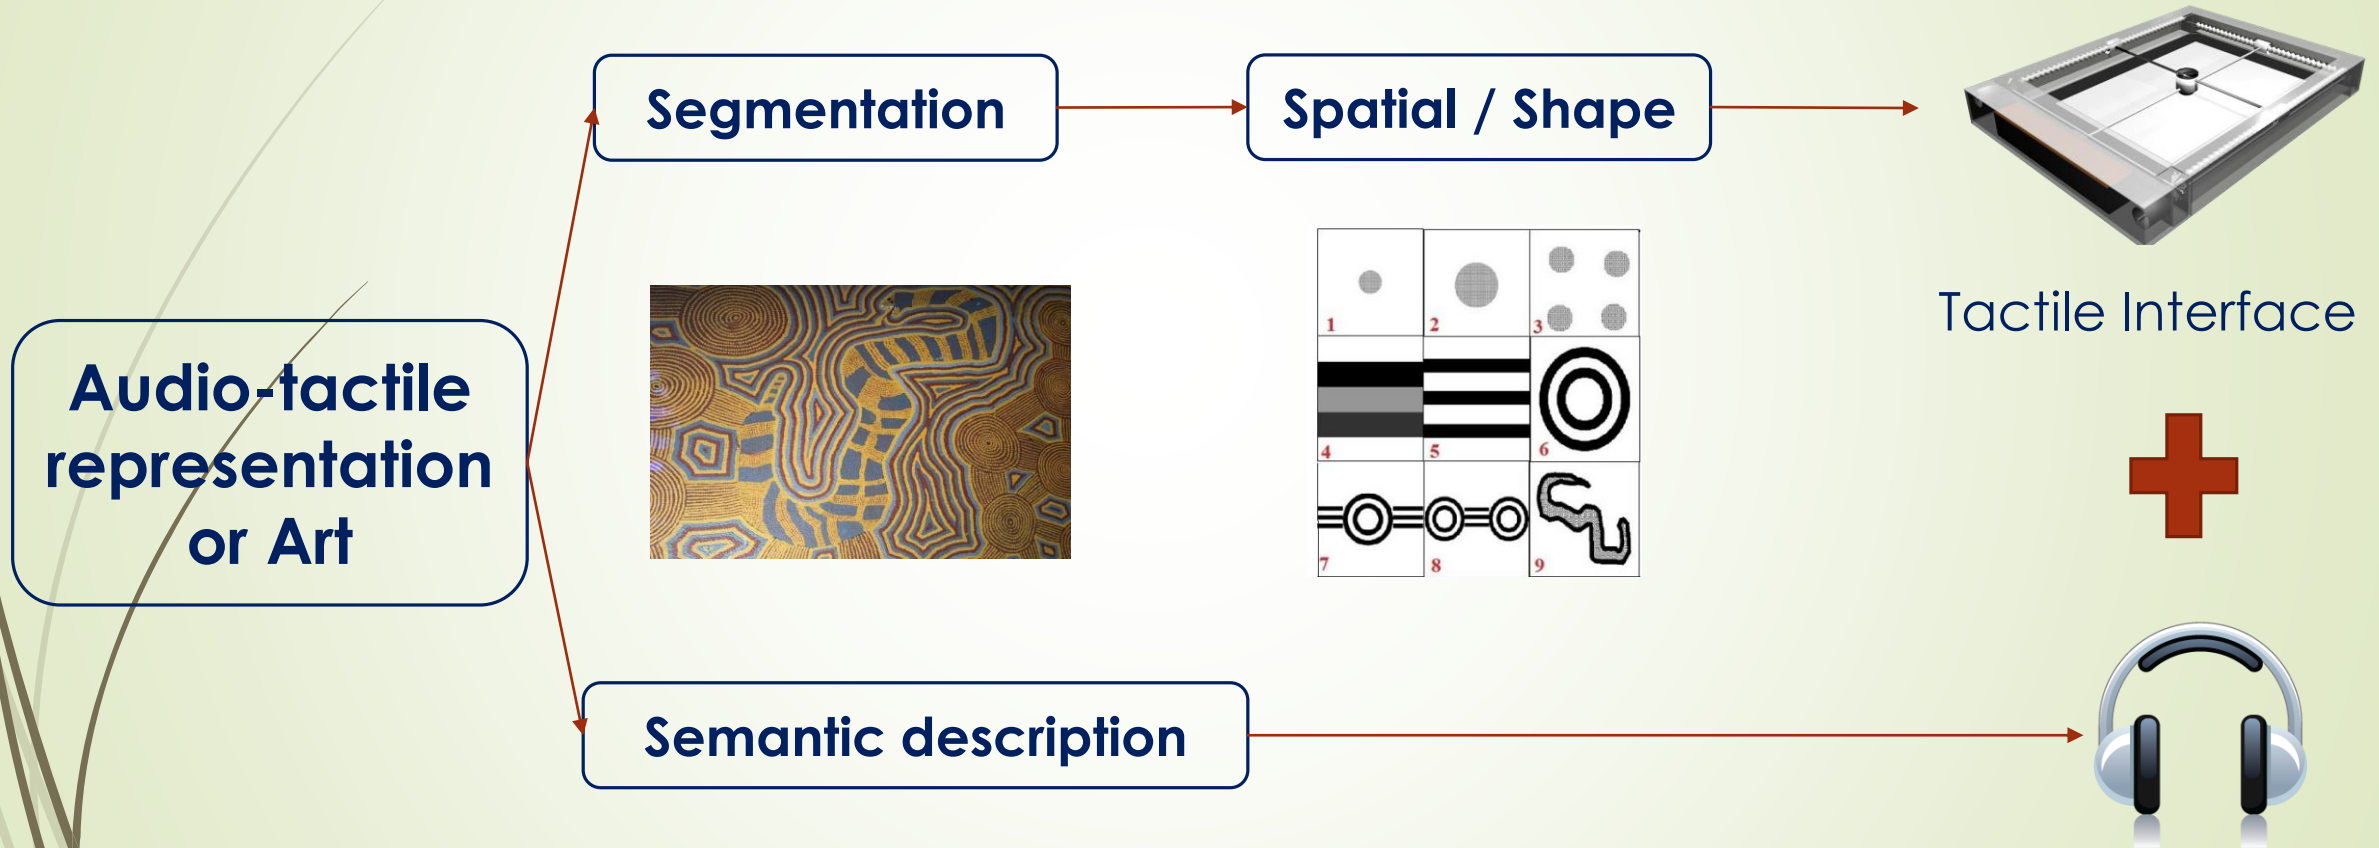 Segmentation
Spatial / Shape
Tactile Interface
Audio-tactile
representation
or Art
1 2 3
4 5 6
7 8 9
Semantic description